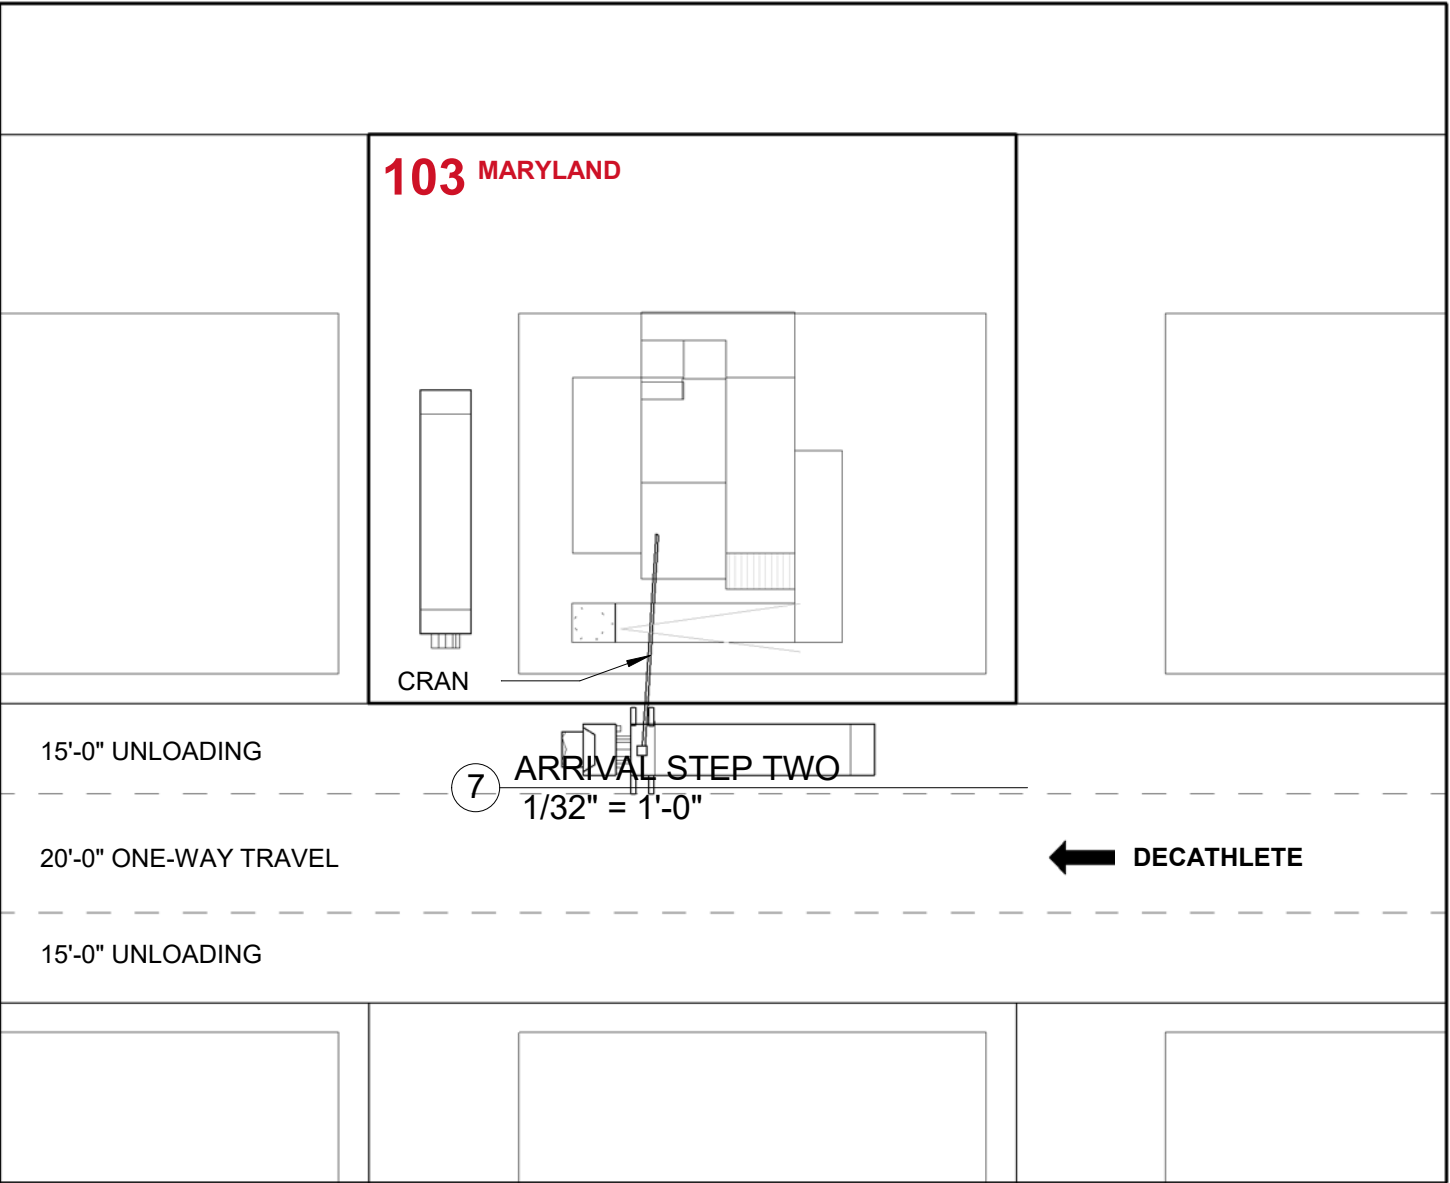 103 MARYLAND
CRAN
15'-0" UNLOADING
7 ARRIVAL STEP TWO
1/32" = 1'-0"
20'-0" ONE-WAY TRAVEL
DECATHLETE
15'-0" UNLOADING